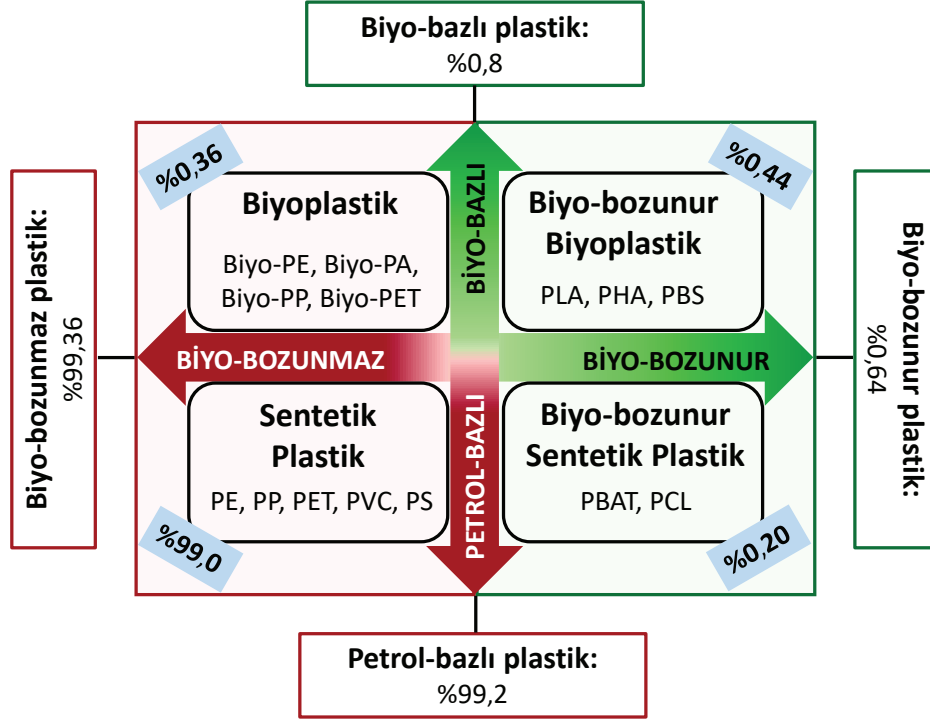 Biyo-bazlı plastik:
%0,8
%0,36
%0,44
Biyoplastik
Biyo-PE, Biyo-PA,
Biyo-PP, Biyo-PET
BİYO-BAZLI
Biyo-bozunur
Biyoplastik
PLA, PHA, PBS
Biyo-bozunmaz plastik:
%99,36
BİYO-BOZUNMAZ
BİYO-BOZUNUR
Biyo-bozunur plastik:
%0,64
Sentetik
Plastik
PE, PP, PET, PVC, PS
PETROL-BAZLI
Biyo-bozunur
Sentetik Plastik
PBAT, PCL
%99,0
%0,20
Petrol-bazlı plastik:
%99,2